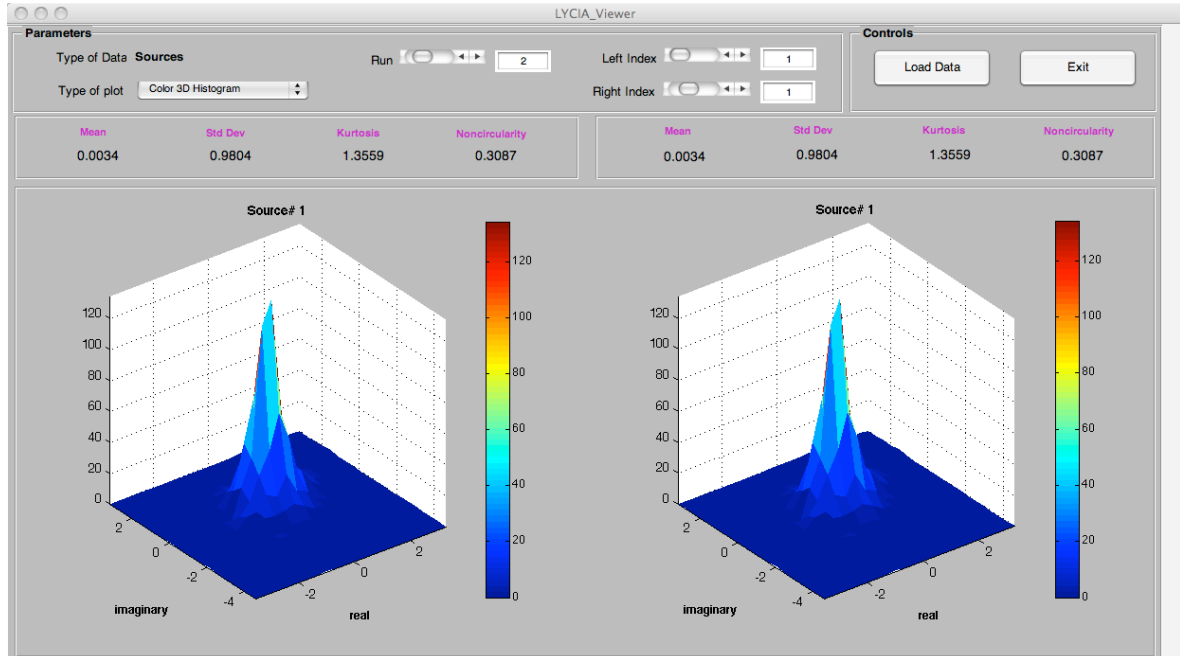 LYCIA_Viewer
Parameters
Type of Data Sources
Run 2
Left Index 1
Type of plot Color 3D Histogram
Right Index 1
Controls
Load Data Exit
Mean Std Dev Kurtosis Noncircularity
0.0034 0.9804 1.3559 0.3087
Mean Std Dev Kurtosis Noncircularity
0.0034 0.9804 1.3559 0.3087
Source# 1
120
100
80
60
40
20
0
2
0
-2
-4
imaginary
-2
0
2
real
120
100
80
60
40
20
0
Source# 1
120
100
80
60
40
20
0
2
0
-2
-4
imaginary
-2
0
2
real
120
100
80
60
40
20
0